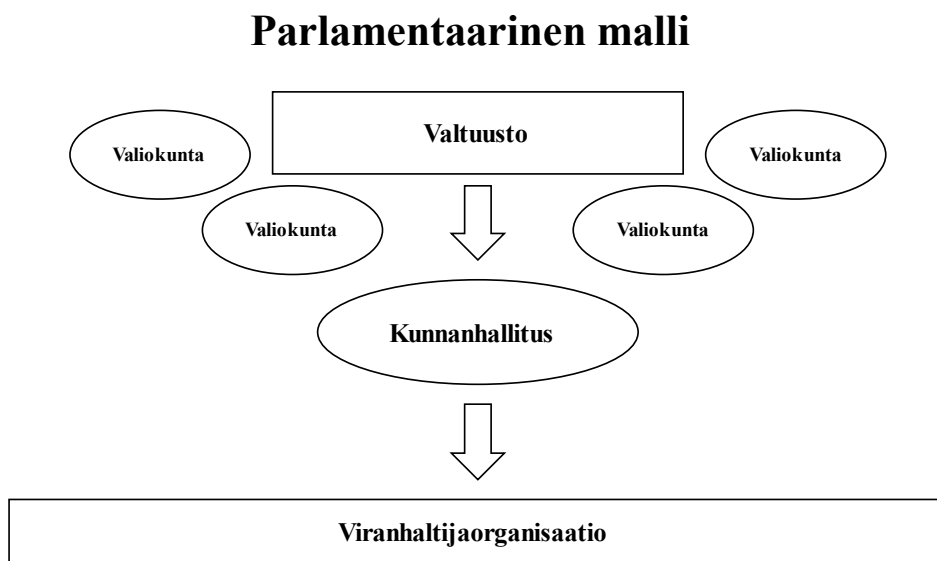 Parlamentaarinen malli
Valtuusto
Valiokunta
Valiokunta
Valiokunta
Valiokunta
Kunnanhallitus
Viranhaltijaorganisaatio